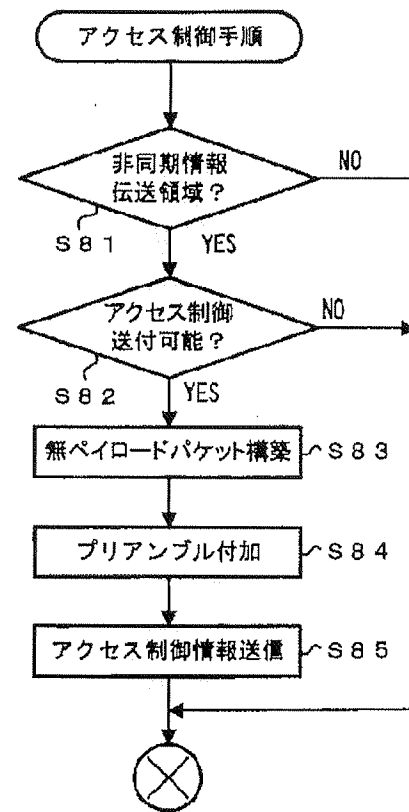 アクセス制御手順
非同期情報
伝送領域？
NO
S81
YES
アクセス制御
送付可能？
NO
S82
YES
無ペイロードパケット構築
S83
プリアンブル付加
S84
アクセス制御情報送信
S85